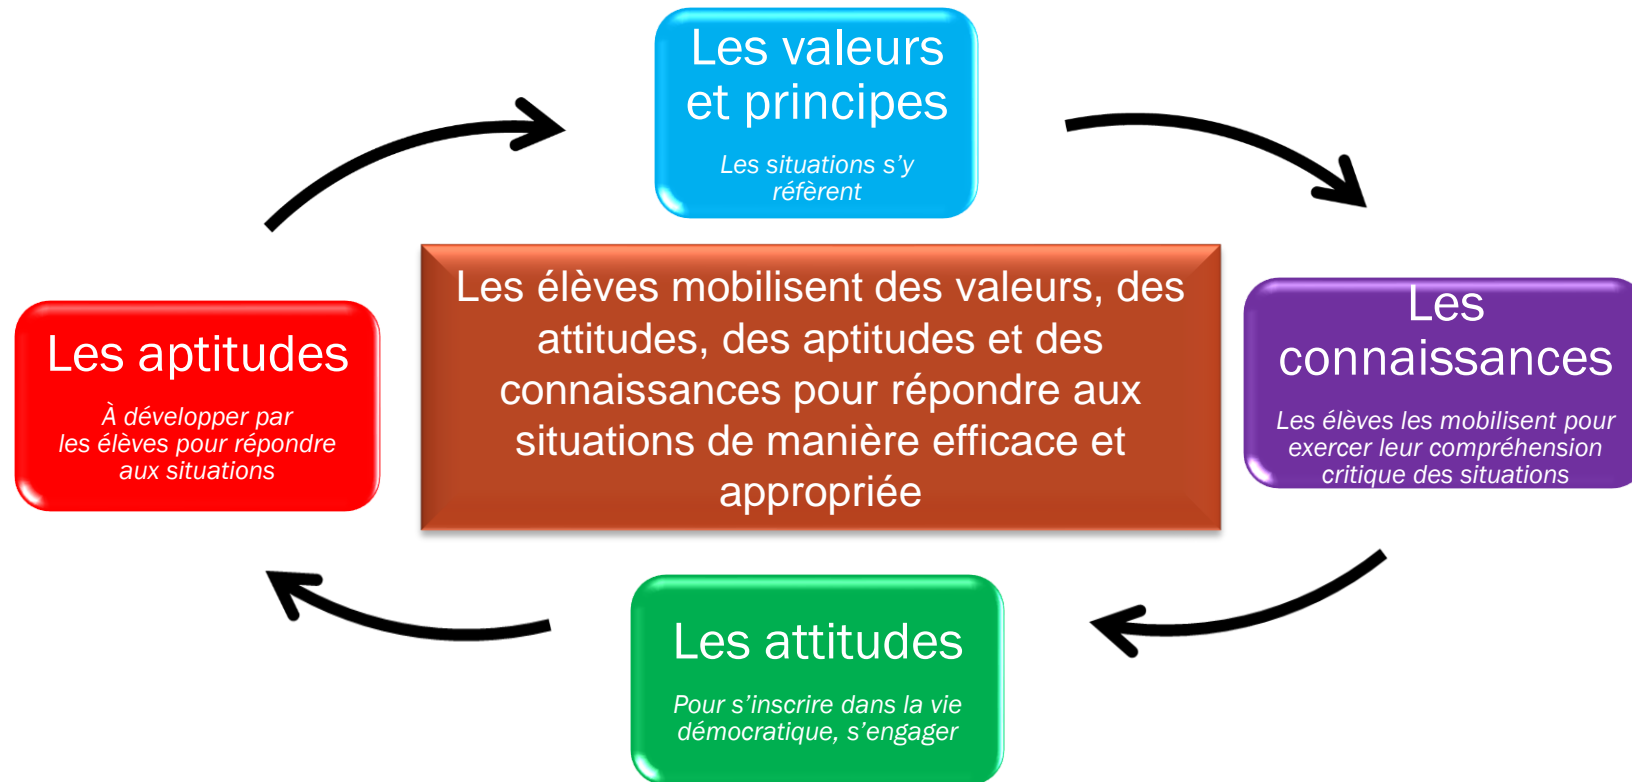 Les valeurs
et principes
Les situations s’y
réfèrent
Les élèves mobilisent des valeurs, des
attitudes, des aptitudes et des
connaissances pour répondre aux
situations de manière efficace et
appropriée
Les aptitudes
À développer par
les élèves pour répondre
aux situations
Les
connaissances
Les élèves les mobilisent pour
exercer leur compréhension
critique des situations
Les attitudes
Pour s’inscrire dans la vie
démocratique, s’engager